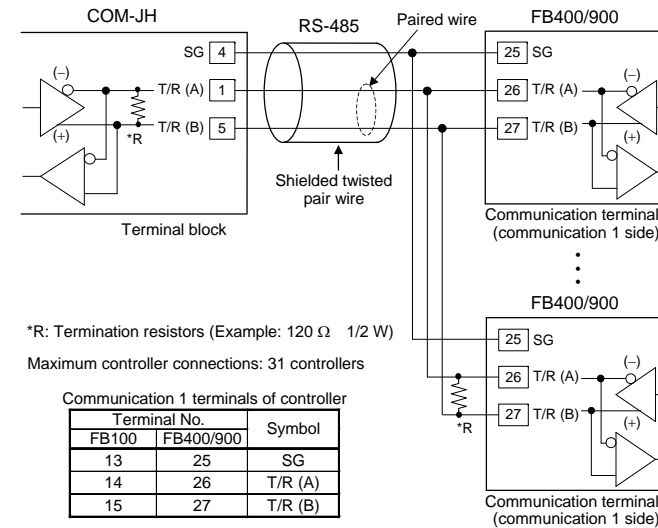 COM-JH
RS-485
Paired wire
FB400/900
SG 4
25 SG
(−)
T/R (A) 1
26 T/R (A)
(−)
(+)
*R
T/R (B) 5
27 T/R (B)
(+)
Shielded twisted
pair wire
Terminal block
Communication terminal
(communication 1 side)
FB400/900
*R: Termination resistors (Example: 120 Ω 1/2 W)
25 SG
Maximum controller connections: 31 controllers
26 T/R (A)
(−)
Communication 1 terminals of controller
Terminal No. Symbol
FB100 FB400/900
13 25 SG
14 26 T/R (A)
15 27 T/R (B)
*R
27 T/R (B)
(+)
Communication terminal
(communication 1 side)